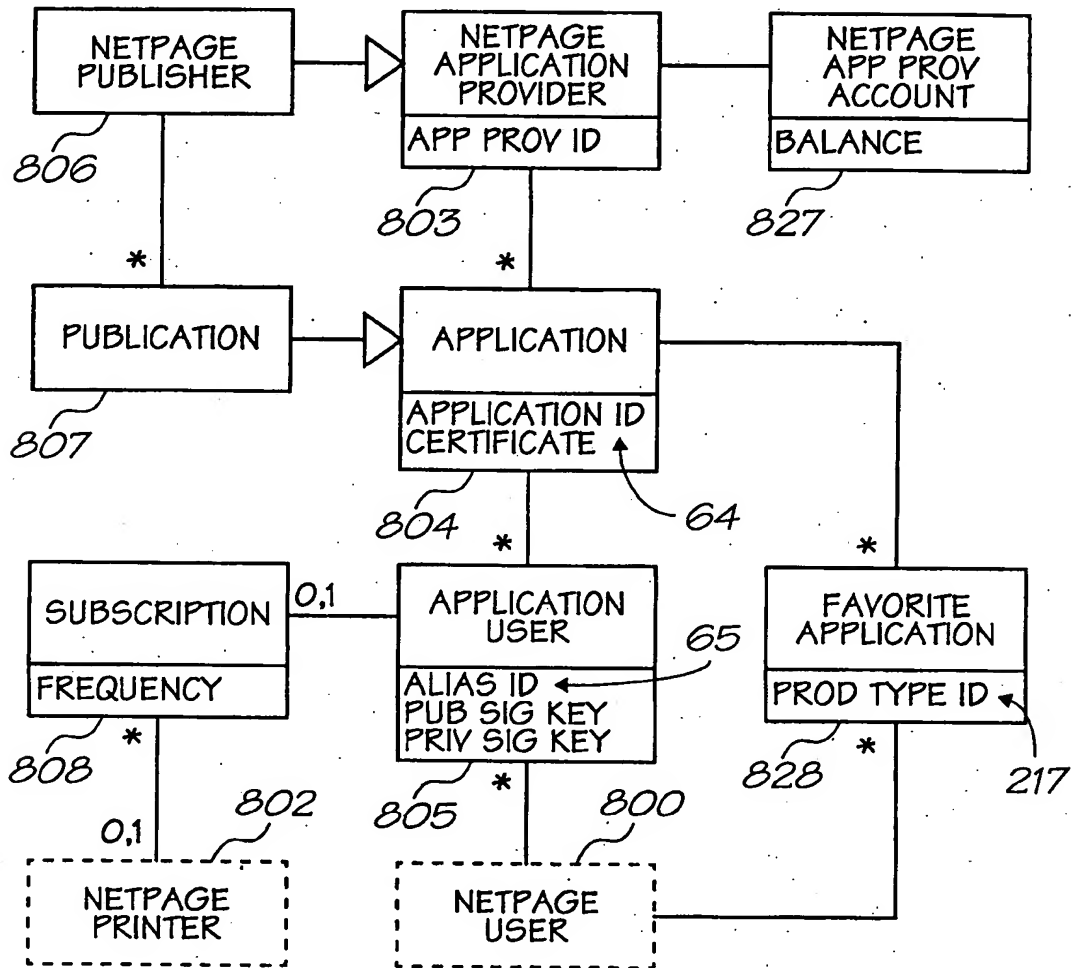 NETPAGE
PUBLISHER
NETPAGE
APPLICATION
PROVIDER
APP PROV ID
NETPAGE
APP PROV
ACCOUNT
BALANCE
806
803
827
*
*
PUBLICATION
APPLICATION
APPLICATION ID
CERTIFICATE
807
804
64
*
*
SUBSCRIPTION
FREQUENCY
0,1
APPLICATION
USER
ALIAS ID
PUB SIG KEY
PRIV SIG KEY
65
FAVORITE
APPLICATION
PROD TYPE ID
808
*
805
*
828
*
217
0,1
802
800
NETPAGE
PRINTER
NETPAGE
USER